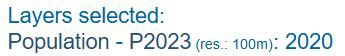 Layers selected:
Population - P2023 (res.: 100m): 2020